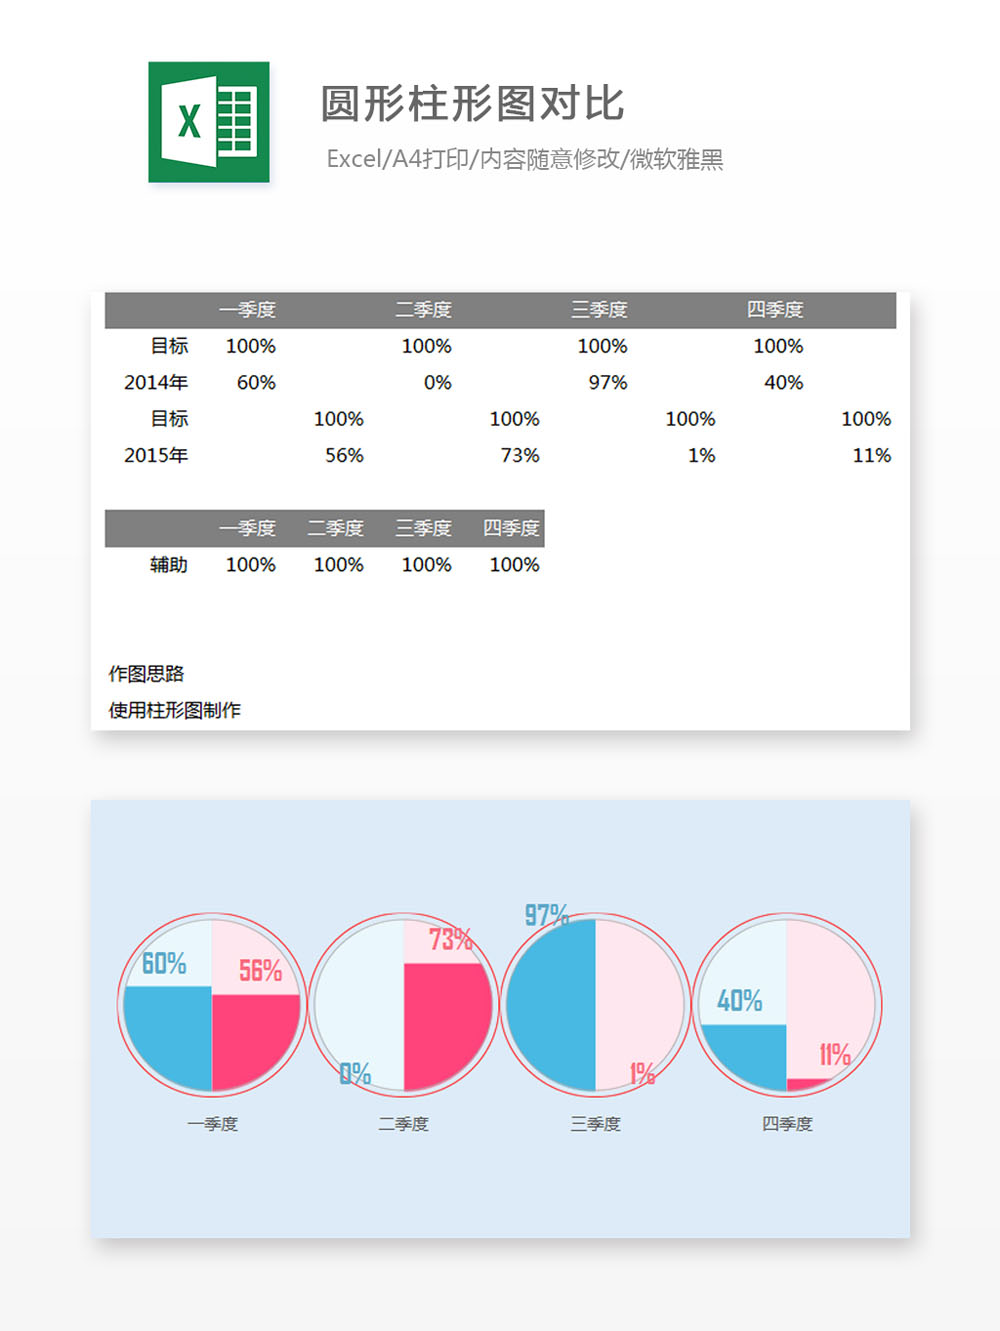 X
圆形柱形图对比
Excel/A4打印/内容随意修改/微软雅黑
一季度 二季度 三季度 四季度
目标 100% 100% 100% 100%
2014年 60% 0% 97% 40%
目标 100% 100% 100% 100%
2015年 56% 73% 1% 11%
一季度 二季度 三季度 四季度
辅助 100% 100% 100% 100%
作图思路
使用柱形图制作
60% 56% 0% 73% 97% 1% 40% 11%
一季度 二季度 三季度 四季度